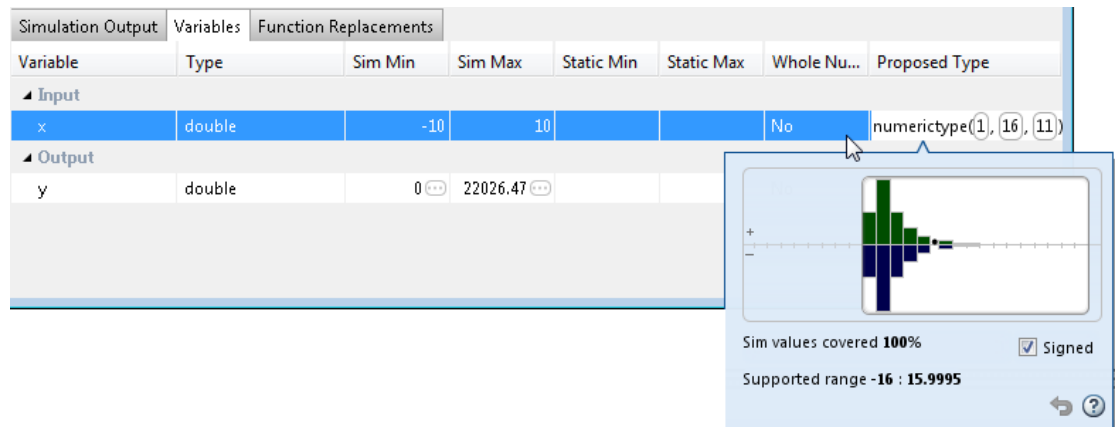 Simulation Output Variables Function Replacements
Variable Type Sim Min Sim Max Static Min Static Max Whole Nu... Proposed Type
Input
x double -10 10 No numerictype(1, 16, 11)
Output
y double 0 22026.47
+
−
Sim values covered 100% Signed
Supported range -16 : 15.9995
?